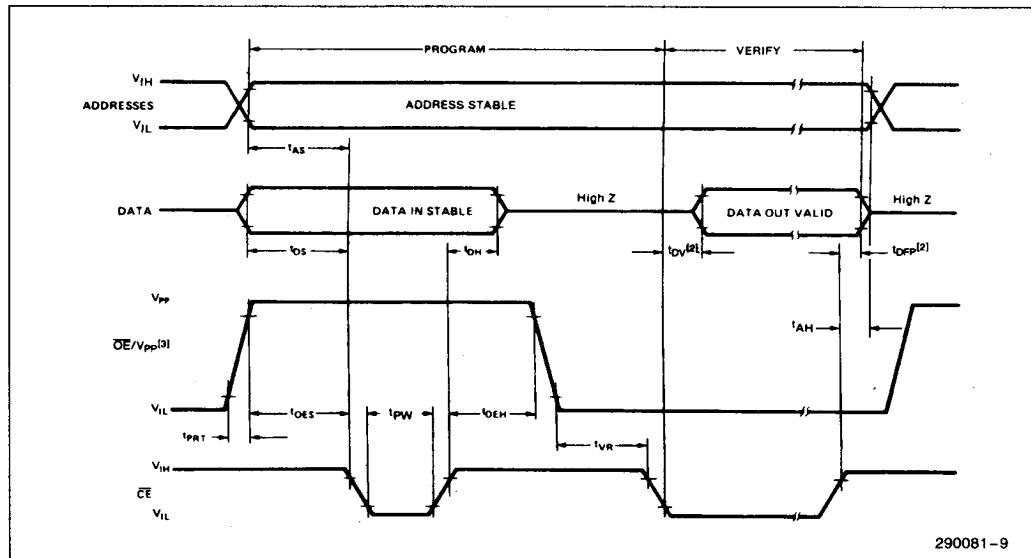 PROGRAM
VERIFY
VIH
ADDRESSES
VIL
ADDRESS STABLE
tAS
DATA
DATA IN STABLE
High Z
DATA OUT VALID
High Z
tDS
tDH
tDV[2]
tDFP[2]
VPP
OE/VPP[3]
VIL
tAH
tOES
tPW
tOEH
tPRT
tVR
VIH
CE
VIL
290081-9